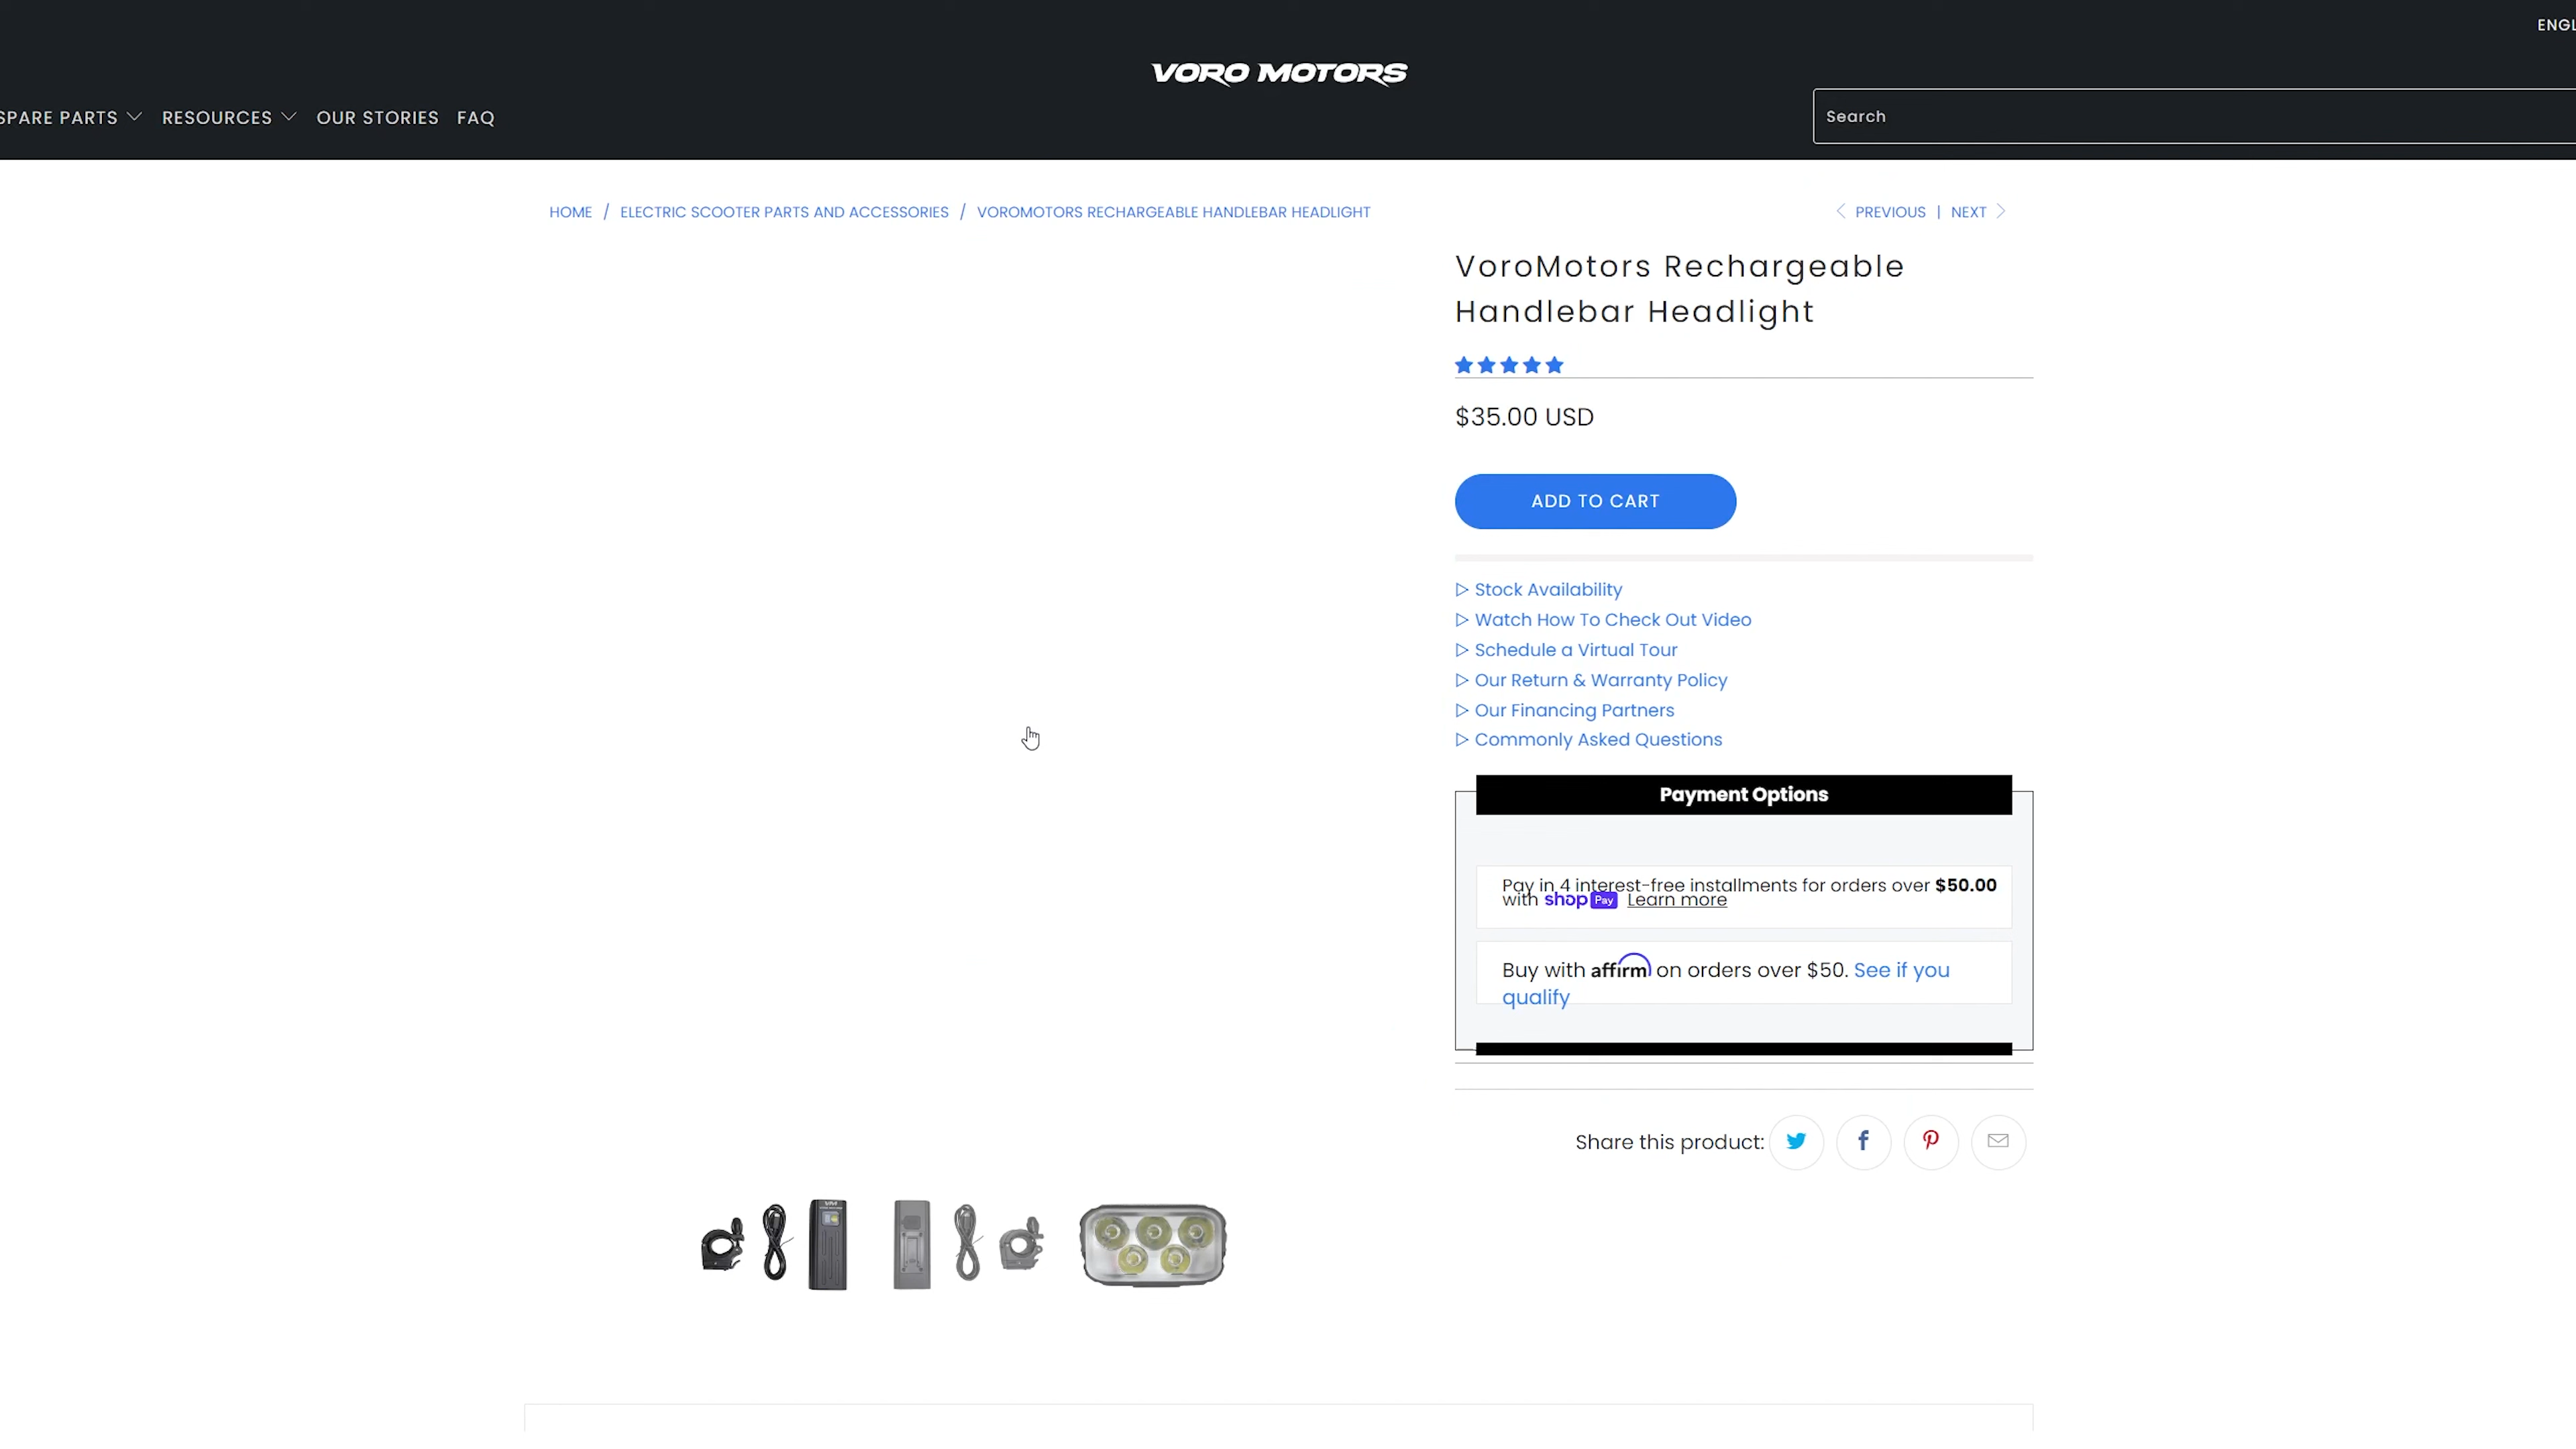 ENGL
VORO MOTORS
SPARE PARTS RESOURCES OUR STORIES FAQ
Search
HOME / ELECTRIC SCOOTER PARTS AND ACCESSORIES / VOROMOTORS RECHARGEABLE HANDLEBAR HEADLIGHT
PREVIOUS | NEXT
VoroMotors Rechargeable
Handlebar Headlight
$35.00 USD
ADD TO CART
Stock Availability
Watch How To Check Out Video
Schedule a Virtual Tour
Our Return & Warranty Policy
Our Financing Partners
Commonly Asked Questions
Payment Options
Pay in 4 interest-free installments for orders over $50.00
with shop Pay Learn more
Buy with affirm on orders over $50. See if you
qualify
Share this product: